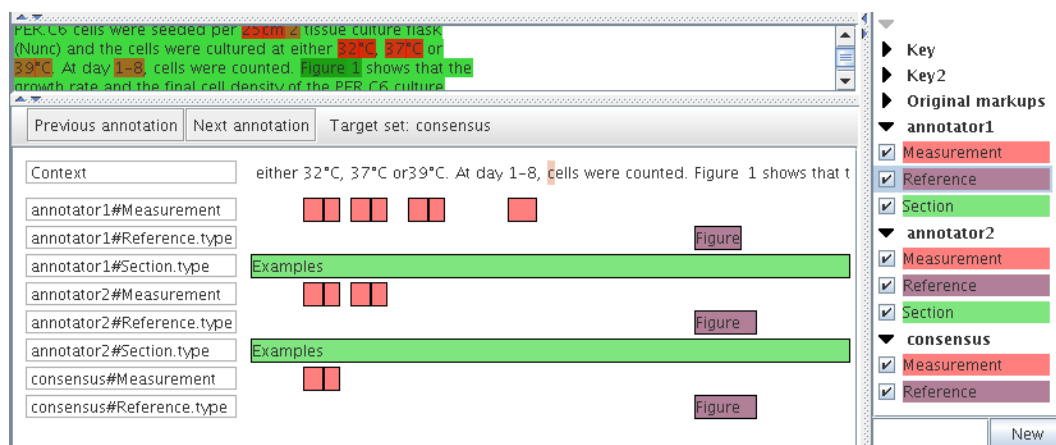 PER.C6 cells were seeded per 25cm 2 tissue culture flask
(Nunc) and the cells were cultured at either 32°C, 37°C or
39°C. At day 1–8, cells were counted. Figure 1 shows that the
growth rate and the final cell density of the PER.C6 culture
Previous annotation Next annotation Target set: consensus
Context either 32°C, 37°C or39°C. At day 1–8, cells were counted. Figure 1 shows that t
annotator1#Measurement
annotator1#Reference.type Figure
annotator1#Section.type Examples
annotator2#Measurement
annotator2#Reference.type Figure
annotator2#Section.type Examples
consensus#Measurement
consensus#Reference.type Figure
Key
Key2
Original markups
annotator1
Measurement
Reference
Section
annotator2
Measurement
Reference
Section
consensus
Measurement
Reference
New